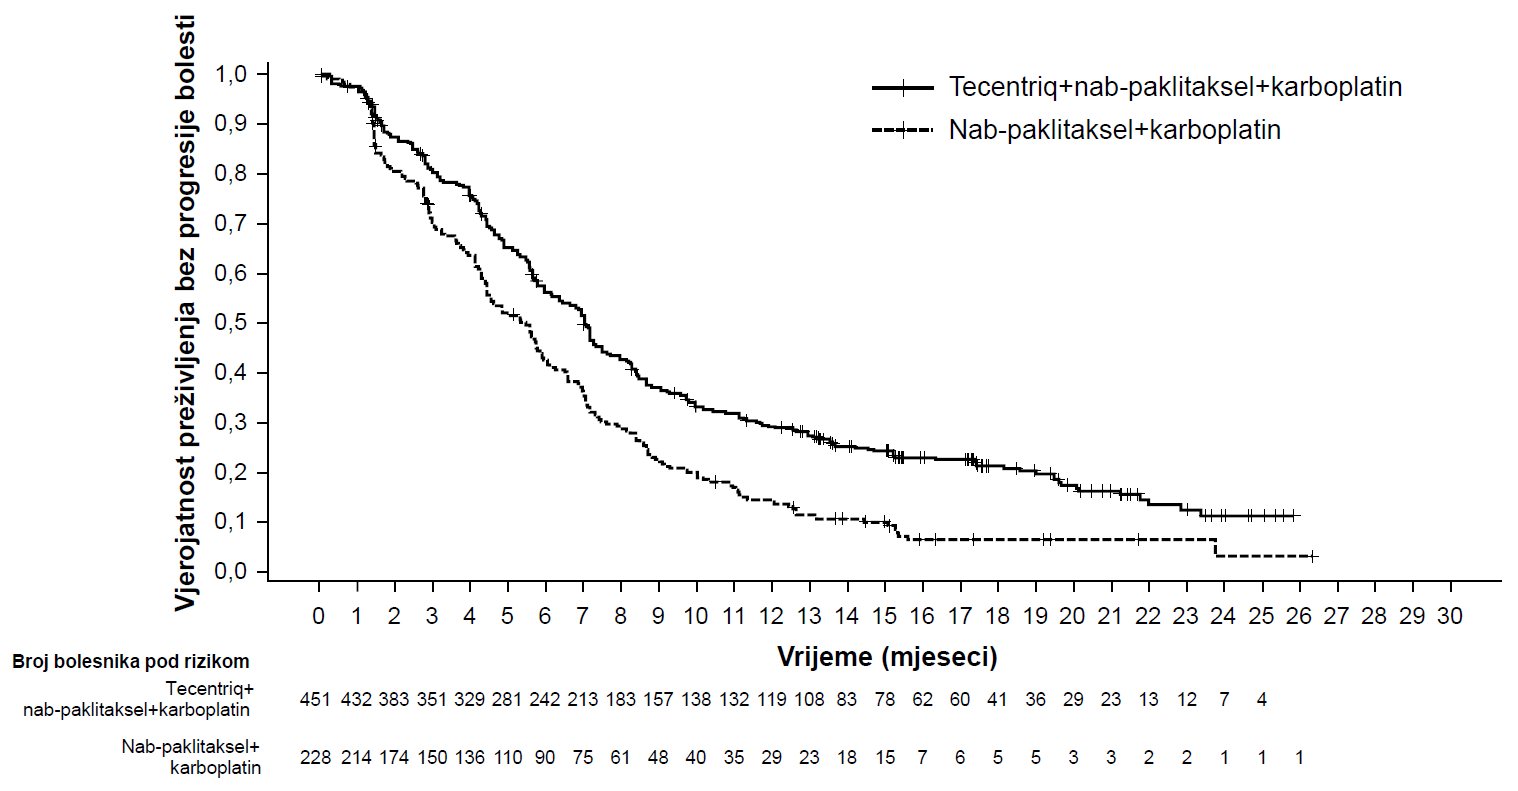 Vjerojatnost preživljenja bez progresije bolesti
1,0
0,9
0,8
0,7
0,6
0,5
0,4
0,3
0,2
0,1
0,0
Tecentriq+nab-paklitaksel+karboplatin
Nab-paklitaksel+karboplatin
0 1 2 3 4 5 6 7 8 9 10 11 12 13 14 15 16 17 18 19 20 21 22 23 24 25 26 27 28 29 30
Vrijeme (mjeseci)
Broj bolesnika pod rizikom
Tecentriq+
nab-paklitaksel+karboplatin 451 432 383 351 329 281 242 213 183 157 138 132 119 108 83 78 62 60 41 36 29 23 13 12 7 4
Nab-paklitaksel+
karboplatin 228 214 174 150 136 110 90 75 61 48 40 35 29 23 18 15 7 6 5 5 3 3 2 2 1 1 1